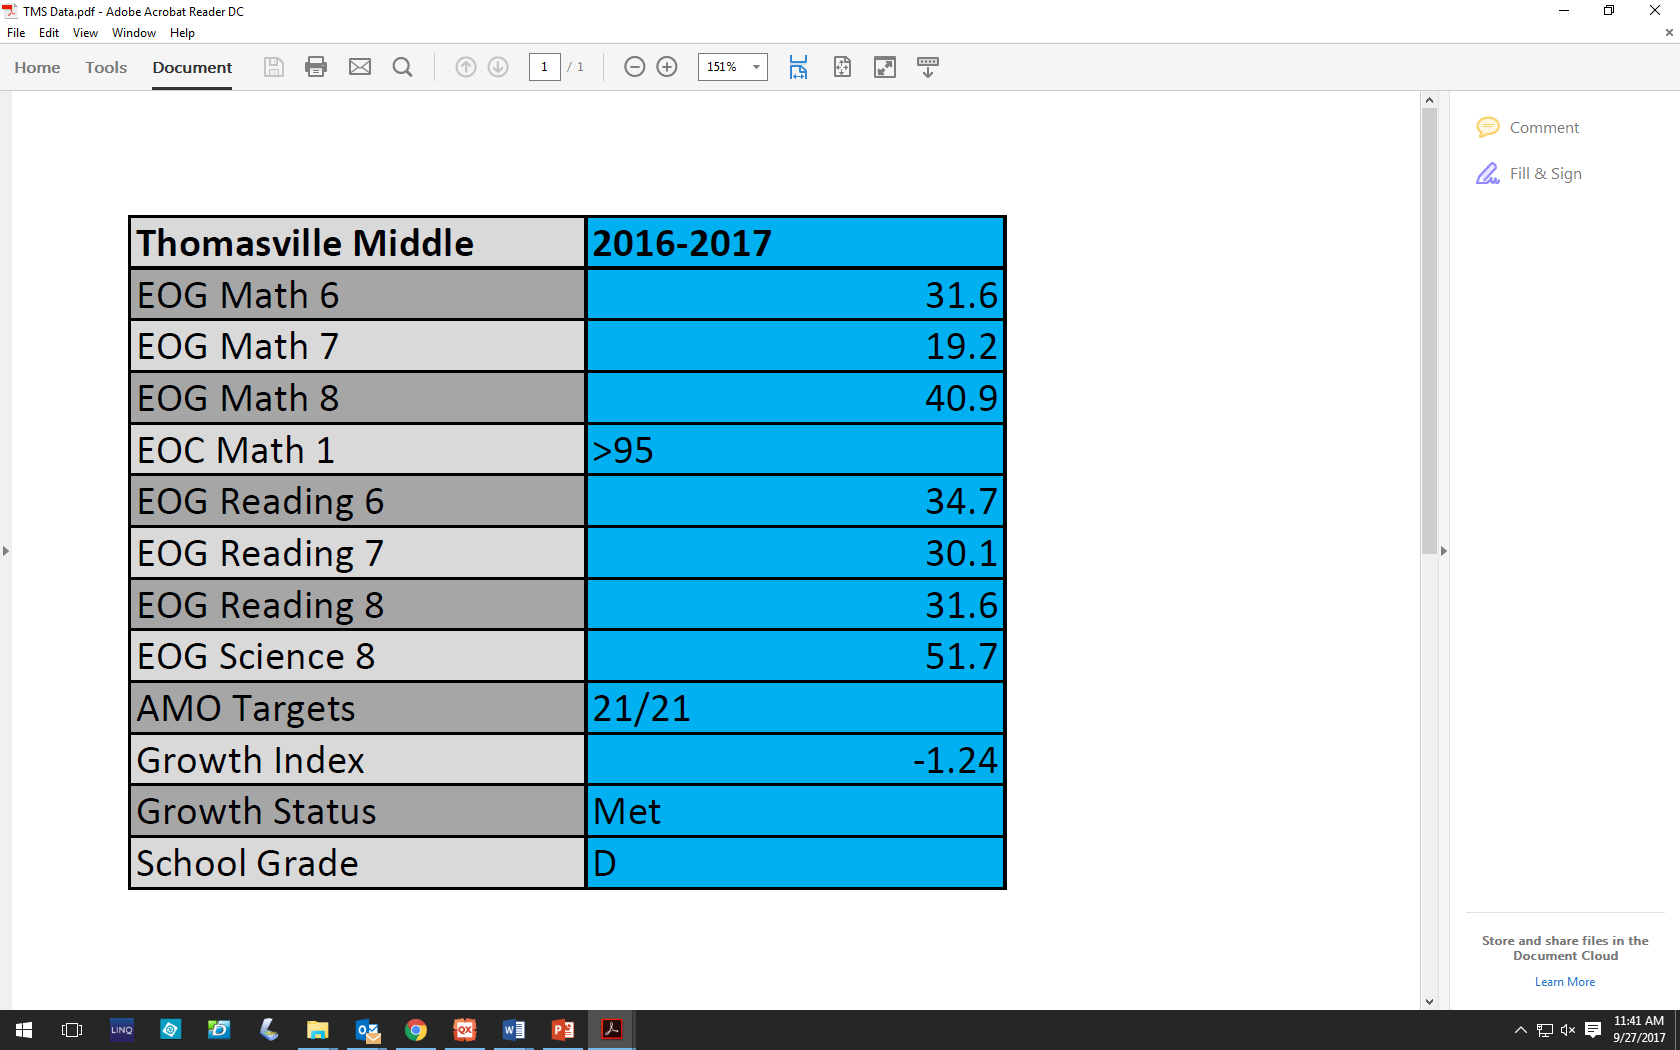 TMS Data.pdf - Adobe Acrobat Reader DC
File Edit View Window Help
Home Tools Document 1 / 1 151%
Comment
Fill & Sign
Thomasville Middle 2016-2017
EOG Math 6 31.6
EOG Math 7 19.2
EOG Math 8 40.9
EOC Math 1 >95
EOG Reading 6 34.7
EOG Reading 7 30.1
EOG Reading 8 31.6
EOG Science 8 51.7
AMO Targets 21/21
Growth Index -1.24
Growth Status Met
School Grade D
Store and share files in the
Document Cloud
Learn More
LINQ
11:41 AM
9/27/2017